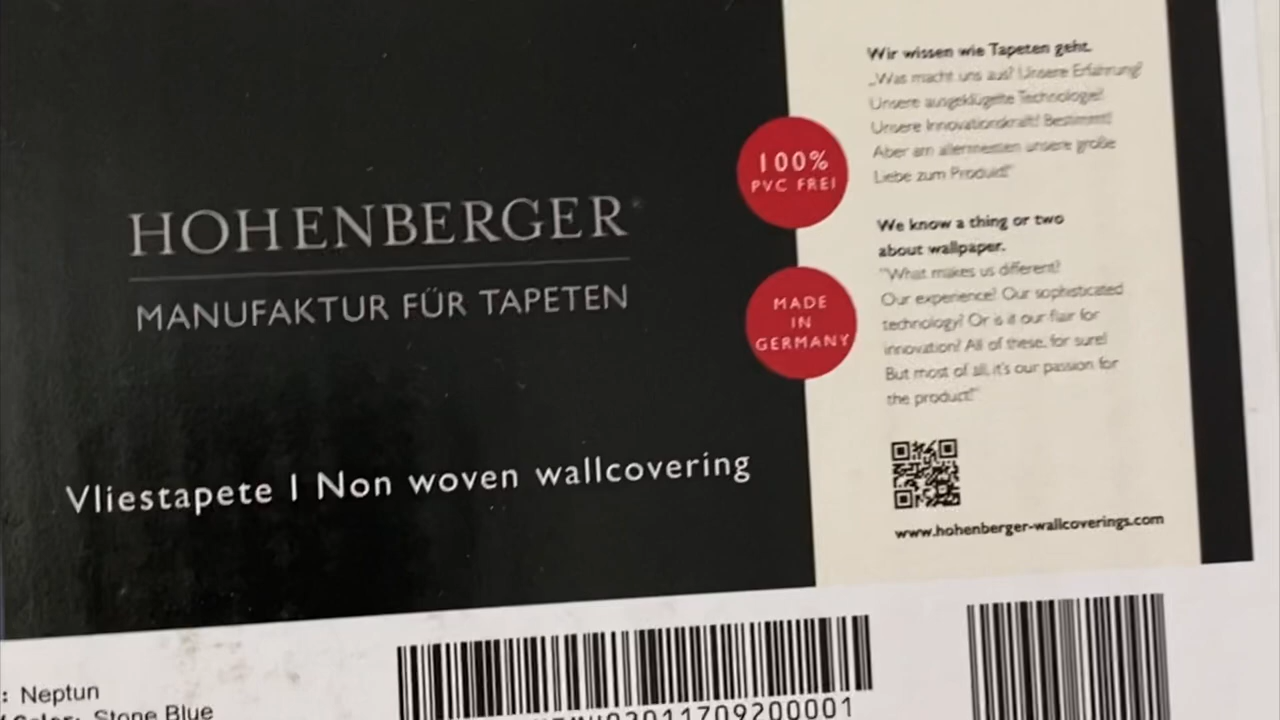 HOHENBERGER
MANUFAKTUR FÜR TAPETEN
Vliestapete | Non woven wallcovering
100%
PVC FREI
MADE
IN
GERMANY
Wir wissen wie Tapeten geht.
„Was macht uns aus? Unsere Erfahrung?
Unsere ausgeklügelte Technologie?
Unsere Innovationskraft? Bestimmt!
Aber am allermeisten unsere große
Liebe zum Produkt!"
We know a thing or two
about wallpaper.
"What makes us different?
Our experience? Our sophisticated
technology? Or is it our flair for
innovation? All of these, for sure!
But most of all, it's our passion for
the product!"
www.hohenberger-wallcoverings.com
: Neptun
Color: Stone Blue
02011709200001